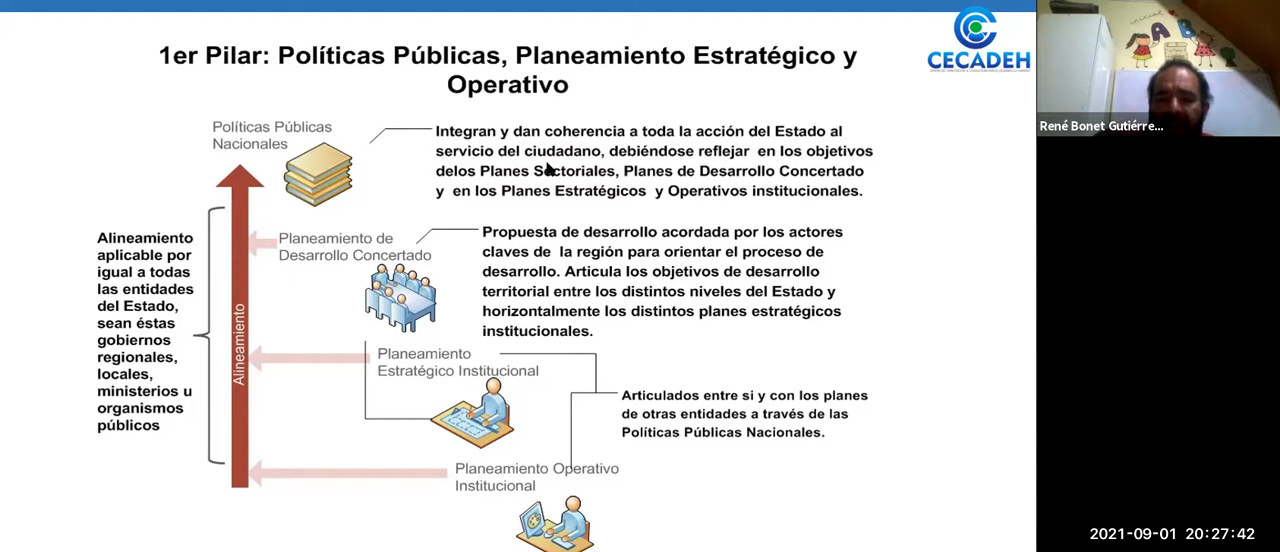 1er Pilar: Políticas Públicas, Planeamiento Estratégico y
Operativo
CECADEH
René Bonet Gutiérre...
Políticas Públicas
Nacionales
Integran y dan coherencia a toda la acción del Estado al
servicio del ciudadano, debiéndose reflejar en los objetivos
delos Planes Sectoriales, Planes de Desarrollo Concertado
y en los Planes Estratégicos y Operativos institucionales.
Alineamiento
aplicable por
igual a todas
las entidades
del Estado,
sean éstas
gobiernos
regionales,
locales,
ministerios u
organismos
públicos
Alineamiento
Planeamiento de
Desarrollo Concertado
Propuesta de desarrollo acordada por los actores
claves de la región para orientar el proceso de
desarrollo. Articula los objetivos de desarrollo
territorial entre los distintos niveles del Estado y
horizontalmente los distintos planes estratégicos
institucionales.
Planeamiento
Estratégico Institucional
Articulados entre si y con los planes
de otras entidades a través de las
Políticas Públicas Nacionales.
Planeamiento Operativo
Institucional
2021-09-01 20:27:42